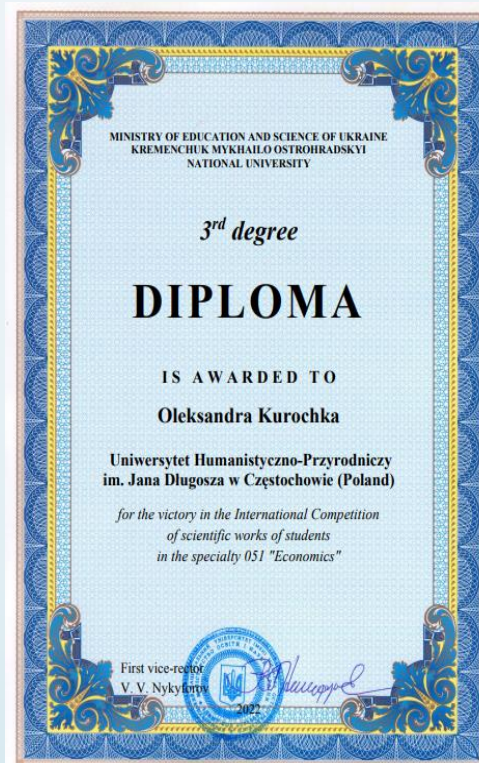 MINISTRY OF EDUCATION AND SCIENCE OF UKRAINE
KREMENCHUK MYKHAILO OSTROHRADSKYI
NATIONAL UNIVERSITY
3rd degree
DIPLOMA
IS AWARDED TO
Oleksandra Kurochka
Uniwersytet Humanistyczno-Przyrodniczy
im. Jana Długosza w Częstochowie (Poland)
for the victory in the International Competition
of scientific works of students
in the specialty 051 "Economics"
First vice-rector
V. V. Nykyforov
2022